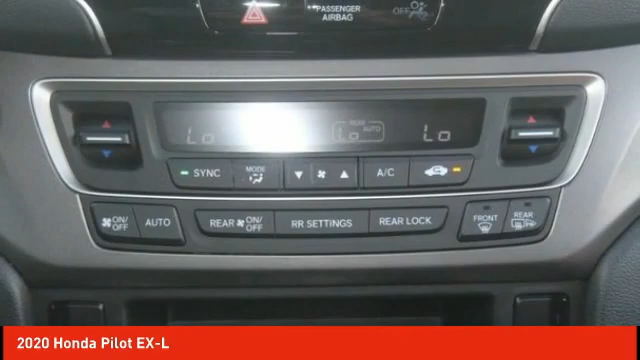 PASSENGER
AIRBAG
OFF
Lo
REAR
Lo AUTO
Lo
SYNC
MODE
A/C
ON/
OFF
AUTO
REAR ON/
OFF
RR SETTINGS
REAR LOCK
FRONT
REAR
2020 Honda Pilot EX-L